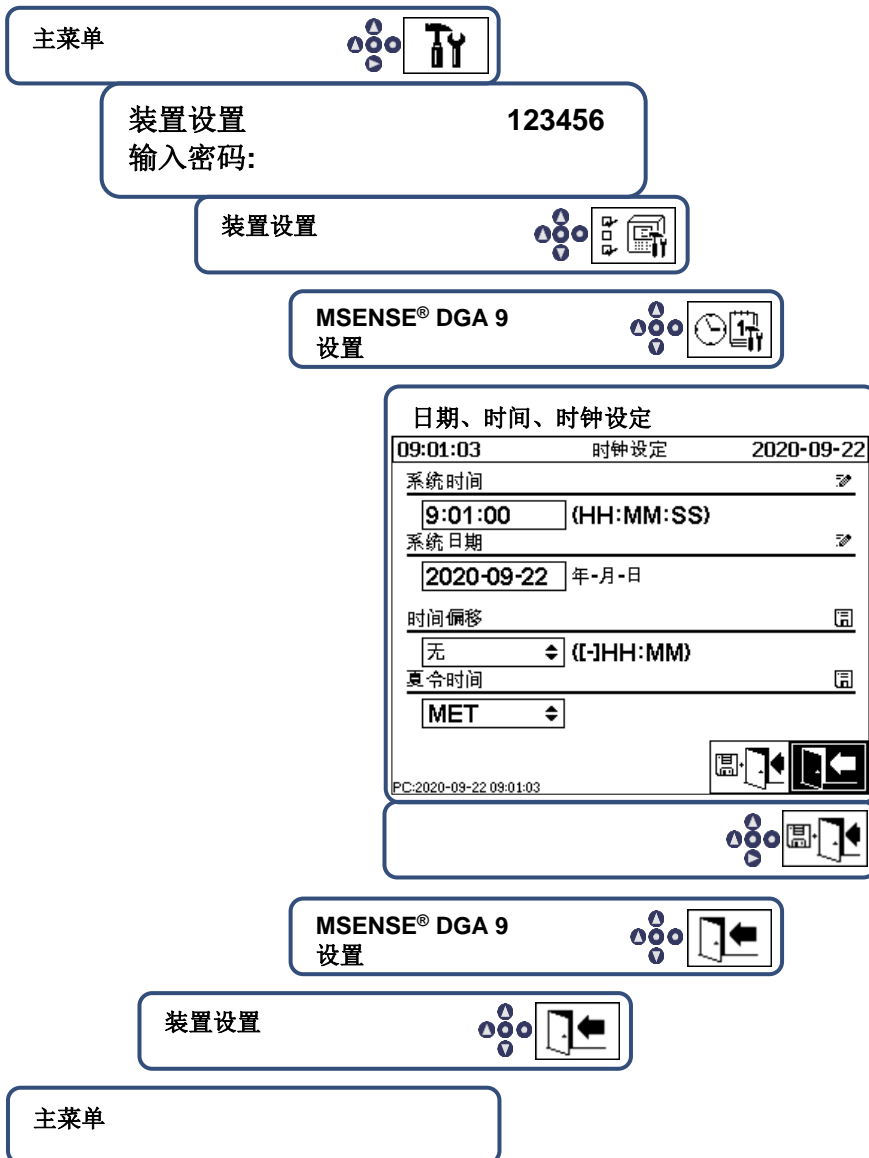 主菜单
装置设置 123456
输入密码:
装置设置
MSENSE® DGA 9
设置
日期、时间、时钟设定
09:01:03 时钟设定 2020-09-22
系统时间
9:01:00 (HH:MM:SS)
系统日期
2020-09-22 年-月-日
时间偏移
无 ([-]HH:MM)
夏令时间
MET
PC:2020-09-22 09:01:03
MSENSE® DGA 9
设置
装置设置
主菜单